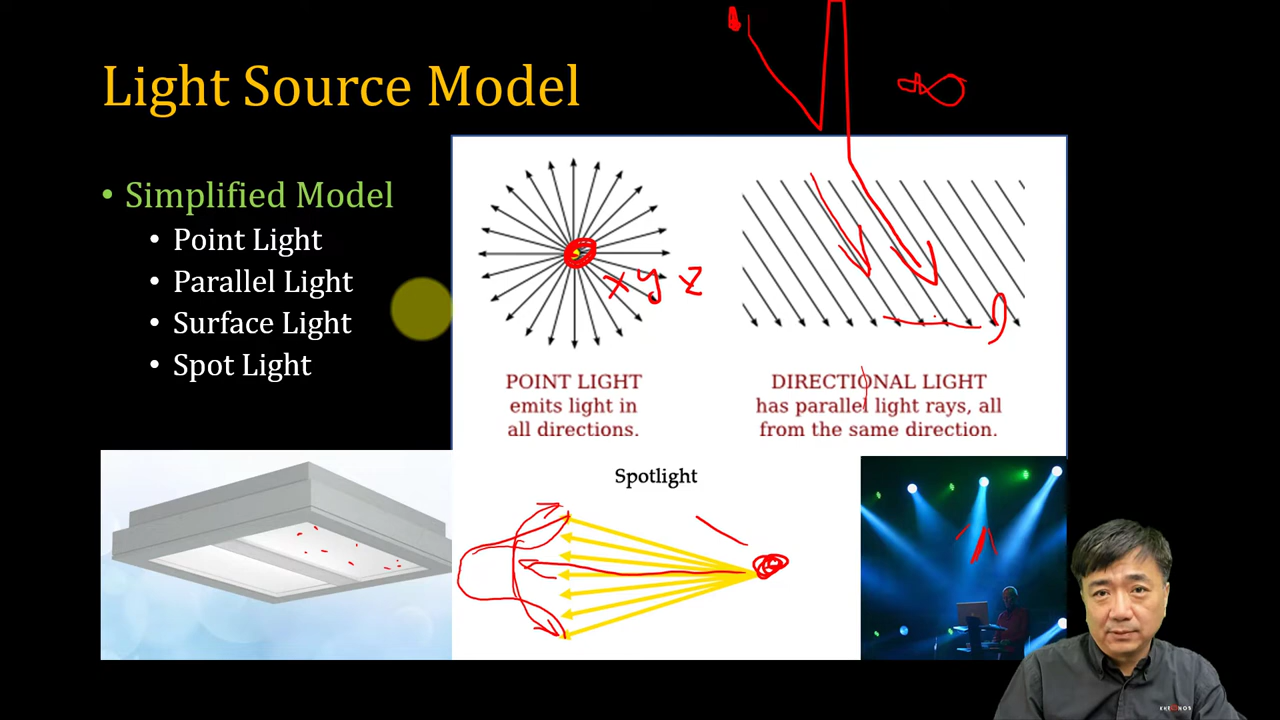 Light Source Model
∞
• Simplified Model
• Point Light
• Parallel Light
• Surface Light
• Spot Light
x y z
POINT LIGHT
emits light in
all directions.
DIRECTIONAL LIGHT
has parallel light rays, all
from the same direction.
Spotlight